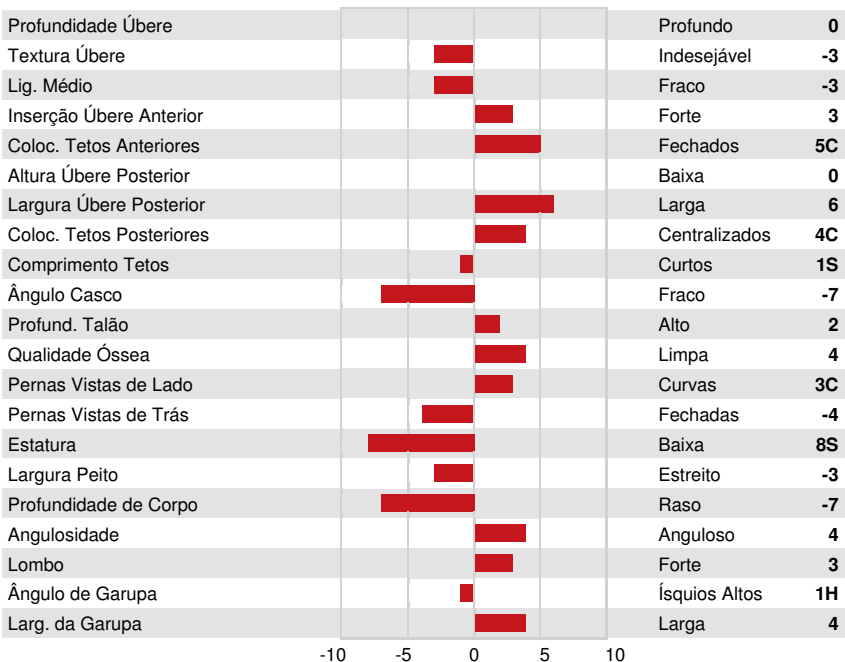 Profundidade Úbere Profundo 0
Textura Úbere Indesejável -3
Lig. Médio Fraco -3
Inserção Úbere Anterior Forte 3
Coloc. Tetos Anteriores Fechados 5C
Altura Úbere Posterior Baixa 0
Largura Úbere Posterior Larga 6
Coloc. Tetos Posteriores Centralizados 4C
Comprimento Tetos Curtos 1S
Ângulo Casco Fraco -7
Profund. Talão Alto 2
Qualidade Óssea Limpa 4
Pernas Vistas de Lado Curvas 3C
Pernas Vistas de Trás Fechadas -4
Estatura Baixa 8S
Largura Peito Estreito -3
Profundidade de Corpo Raso -7
Angulosidade Anguloso 4
Lombo Forte 3
Ângulo de Garupa Ísquios Altos 1H
Larg. da Garupa Larga 4
-10 -5 0 5 10